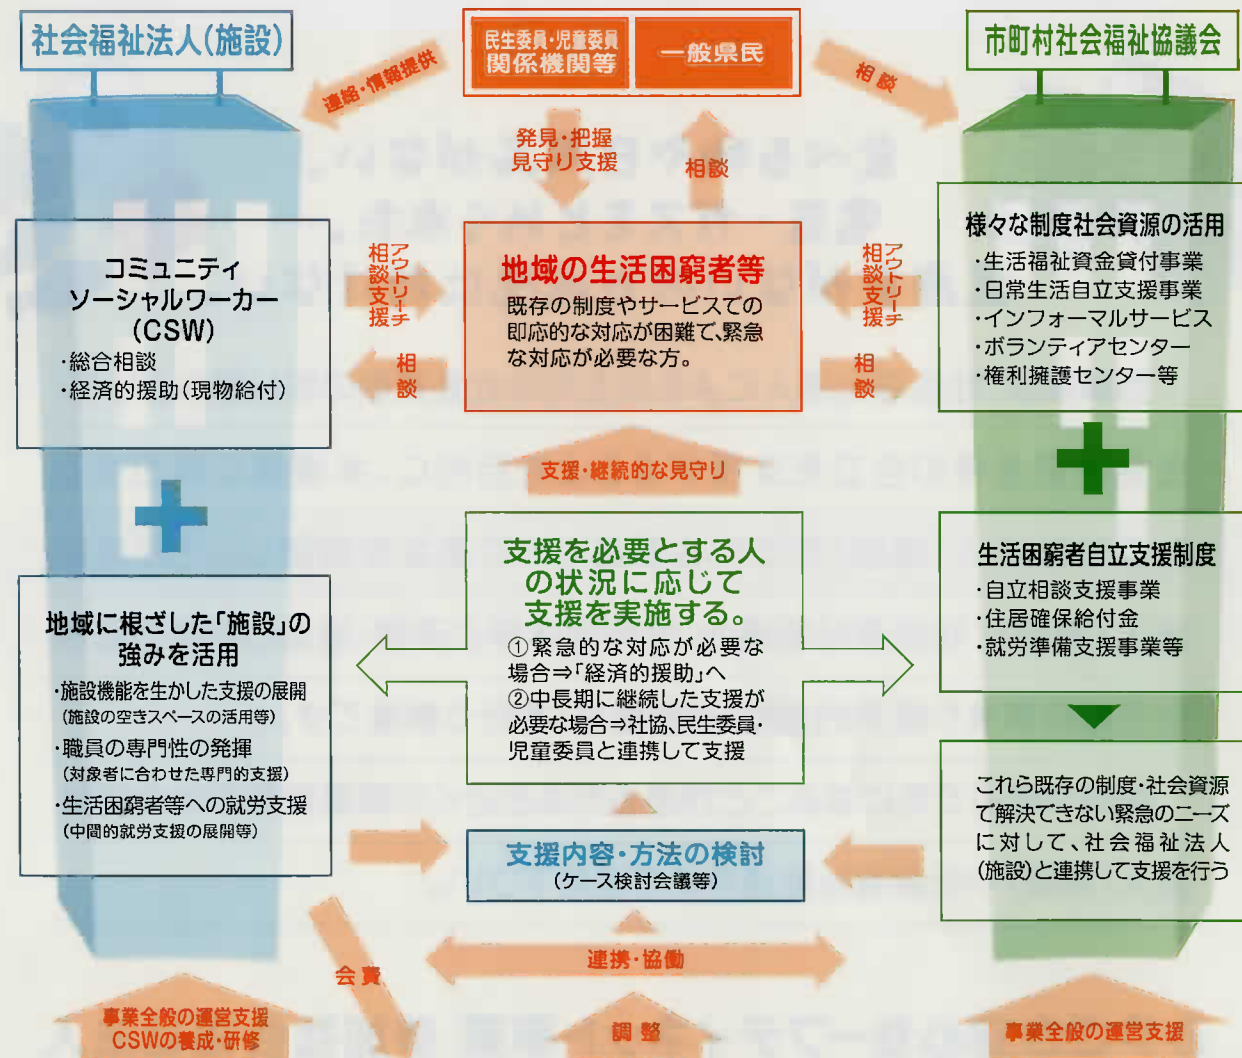 社会福祉法人(施設)
民生委員・児童委員
関係機関等
一般県民
市町村社会福祉協議会
連絡・情報提供
相談
発見・把握
見守り支援
相談
コミュニティ
ソーシャルワーカー
(CSW)
・総合相談
・経済的援助(現物給付)
アウトリーチ
相談支援
相談
地域の生活困窮者等
既存の制度やサービスでの
即応的な対応が困難で、緊急
な対応が必要な方。
アウトリーチ
相談支援
相談
様々な制度社会資源の活用
・生活福祉資金貸付事業
・日常生活自立支援事業
・インフォーマルサービス
・ボランティアセンター
・権利擁護センター等
支援・継続的な見守り
地域に根ざした「施設」の
強みを活用
・施設機能を生かした支援の展開
(施設の空きスペースの活用等)
・職員の専門性の発揮
(対象者に合わせた専門的支援)
・生活困窮者等への就労支援
(中間的就労支援の展開等)
支援を必要とする人
の状況に応じて
支援を実施する。
①緊急的な対応が必要な
場合⇒「経済的援助」へ
②中長期に継続した支援が
必要な場合⇒社協、民生委員・
児童委員と連携して支援
生活困窮者自立支援制度
・自立相談支援事業
・住居確保給付金
・就労準備支援事業等
これら既存の制度・社会資源
で解決できない緊急のニーズ
に対して、社会福祉法人
(施設)と連携して支援を行う
支援内容・方法の検討
(ケース検討会議等)
連携・協働
会費
事業全般の運営支援
CSWの養成・研修
調整
事業全般の運営支援